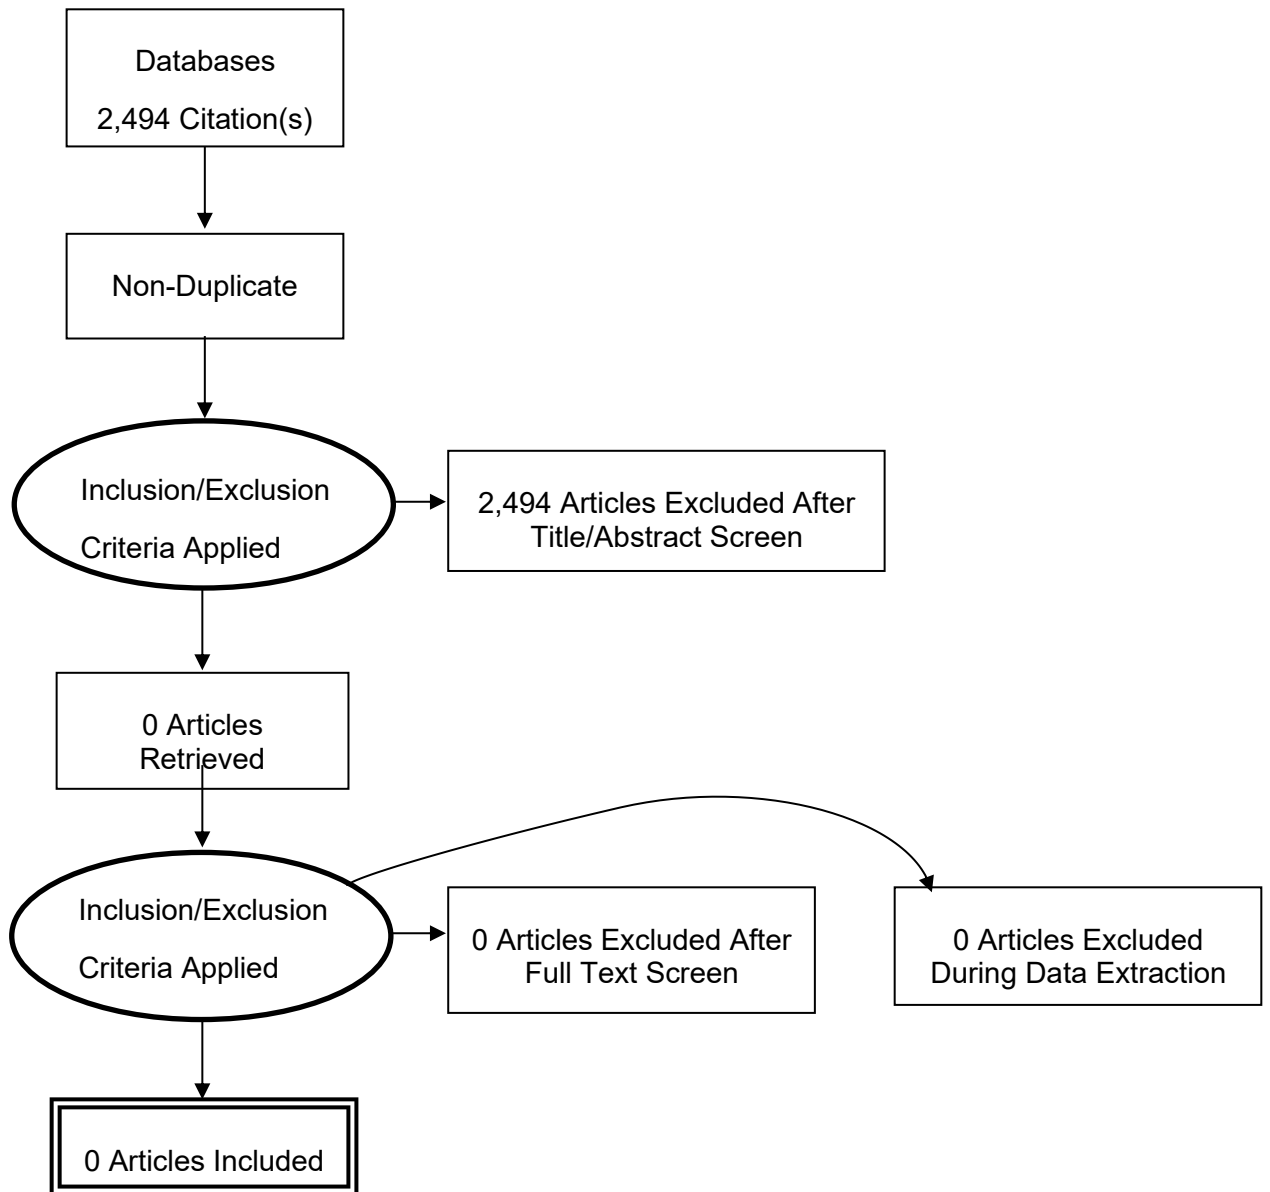 Databases
2,494 Citation(s)
Non-Duplicate
Inclusion/Exclusion
Criteria Applied
2,494 Articles Excluded After
Title/Abstract Screen
0 Articles
Retrieved
Inclusion/Exclusion
Criteria Applied
0 Articles Excluded After
Full Text Screen
0 Articles Excluded
During Data Extraction
0 Articles Included